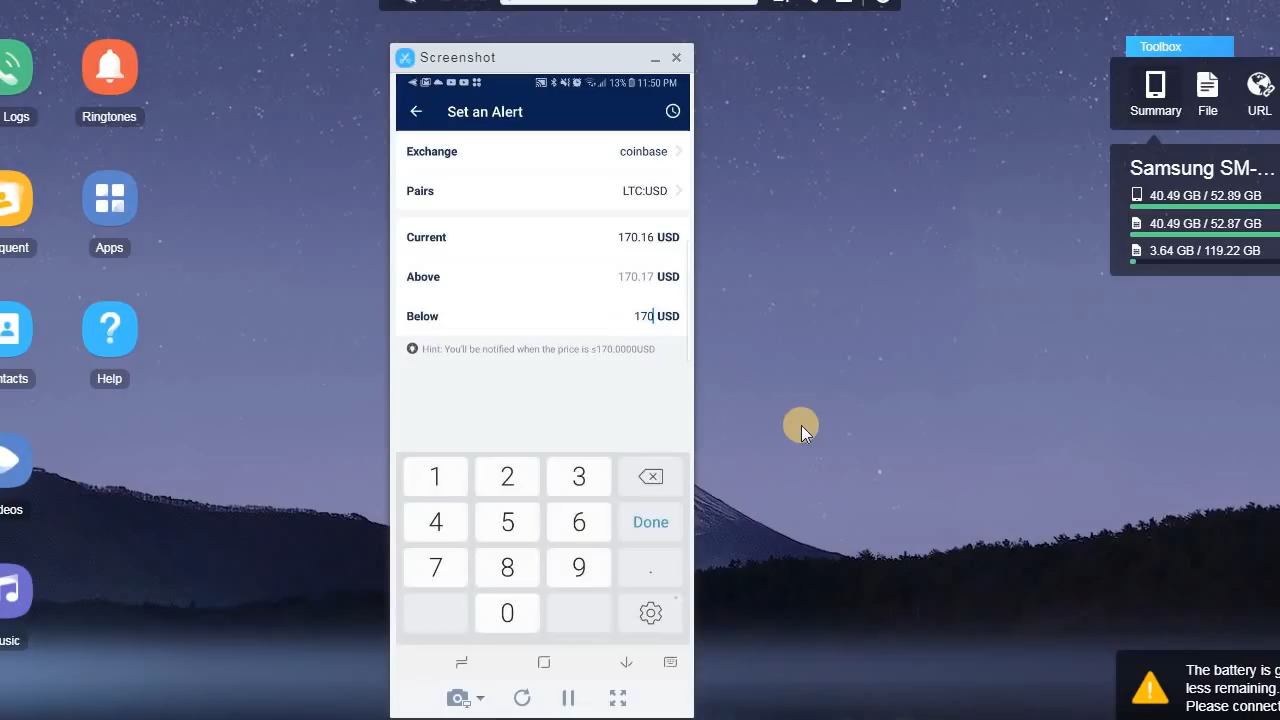 Screenshot
13% 11:50 PM
Set an Alert
Exchange coinbase
Pairs LTC:USD
Current 170.16 USD
Above 170.17 USD
Below 170 USD
Hint: You'll be notified when the price is ≤170.0000USD
1 2 3
4 5 6 Done
7 8 9 .
0
Logs
Ringtones
quent
Apps
ntacts
Help
deos
usic
Toolbox
Summary File URL
Samsung SM-...
40.49 GB / 52.89 GB
40.49 GB / 52.87 GB
3.64 GB / 119.22 GB
The battery is g
less remaining.
Please connec